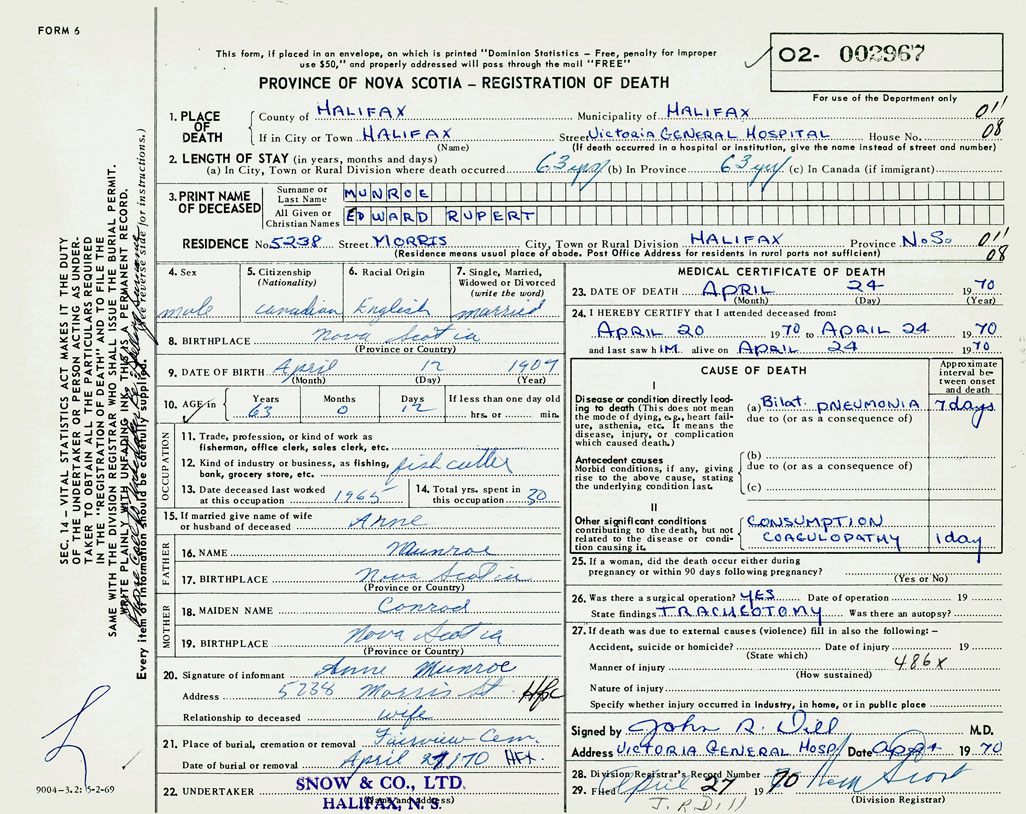 FORM 6
This form, if placed in an envelope, on which is printed "Dominion Statistics – Free, penalty for improper
use $50," and properly addressed will pass through the mail "FREE"
PROVINCE OF NOVA SCOTIA – REGISTRATION OF DEATH
02- 002967
For use of the Department only
1. PLACE OF DEATH
County of HALIFAX Municipality of HALIFAX 011
If in City or Town HALIFAX Street Victoria GENERAL HOSPITAL House No. 08
(Name) (If death occurred in a hospital or institution, give the name instead of street and number)
2. LENGTH OF STAY (in years, months and days)
(a) In City, Town or Rural Division where death occurred 63 yrs (b) In Province 63 yrs (c) In Canada (if immigrant)
3. PRINT NAME OF DECEASED
Surname or Last Name MUNROE
All Given or Christian Names EDWARD RUPERT
RESIDENCE No. 5238 Street MORRIS City, Town or Rural Division HALIFAX Province N.S. 011
(Residence means usual place of abode. Post Office Address for residents in rural parts not sufficient) 08
4. Sex male
5. Citizenship (Nationality) canadian
6. Racial Origin English
7. Single, Married, Widowed or Divorced (write the word) married
8. BIRTHPLACE Nova Scotia
(Province or Country)
9. DATE OF BIRTH April 12 1907
(Month) (Day) (Year)
10. AGE in Years 63 Months 0 Days 12 If less than one day old hrs. or min.
OCCUPATION
11. Trade, profession, or kind of work as
fisherman, office clerk, sales clerk, etc.
12. Kind of industry or business, as fishing,
bank, grocery store, etc. fish cutter
13. Date deceased last worked
at this occupation 1965
14. Total yrs. spent in
this occupation 30
15. If married give name of wife
or husband of deceased Anne
FATHER
16. NAME Munroe
17. BIRTHPLACE Nova Scotia
(Province or Country)
MOTHER
18. MAIDEN NAME Conrod
19. BIRTHPLACE Nova Scotia
(Province or Country)
20. Signature of informant Anne Munroe
Address 5238 Morris St. Hfx
Relationship to deceased wife
21. Place of burial, cremation or removal Fairview Cem.
Date of burial or removal April 27/70 HFX.
22. UNDERTAKER SNOW & CO., LTD.
HALIFAX, N. S.
(Name and address)
MEDICAL CERTIFICATE OF DEATH
23. DATE OF DEATH APRIL 24 1970
(Month) (Day) (Year)
24. I HEREBY CERTIFY that I attended deceased from:
APRIL 20 1970 to APRIL 24 1970
and last saw h IM alive on APRIL 24 1970
CAUSE OF DEATH
Approximate interval between onset and death
I
Disease or condition directly leading to death (This does not mean the mode of dying, e.g., heart failure, asthenia, etc. It means the disease, injury, or complication which caused death.)
(a) Bilat. PNEUMONIA 7 days
due to (or as a consequence of)
Antecedent causes
Morbid conditions, if any, giving rise to the above cause, stating the underlying condition last.
(b)
due to (or as a consequence of)
(c)
II
Other significant conditions
contributing to the death, but not related to the disease or condition causing it.
CONSUMPTION
COAGULOPATHY 1 day
25. If a woman, did the death occur either during
pregnancy or within 90 days following pregnancy?
(Yes or No)
26. Was there a surgical operation? YES Date of operation 19
State findings TRACHEOTOMY Was there an autopsy?
27. If death was due to external causes (violence) fill in also the following:–
Accident, suicide or homicide? Date of injury 19
(State which)
Manner of injury 486X
(How sustained)
Nature of injury
Specify whether injury occurred in industry, in home, or in public place
Signed by John R. Dill M.D.
Address VICTORIA GENERAL HOSP. Date 1970
28. Division Registrar's Record Number
29. Filed April 27 1970
(Division Registrar)
J.R. Dill
SEC. 14 – VITAL STATISTICS ACT MAKES IT THE DUTY
OF THE UNDERTAKER OR PERSON ACTING AS UNDER-
TAKER TO OBTAIN ALL THE PARTICULARS REQUIRED
IN THE "REGISTRATION OF DEATH" AND TO FILE THE
SAME WITH THE DIVISION REGISTRAR WHO SHALL ISSUE THE BURIAL PERMIT.
WRITE PLAINLY WITH UNFADING INK. THIS IS A PERMANENT RECORD.
Every item of information should be carefully supplied. (See reverse side for instructions.)
9004-3.2: 5-2-69